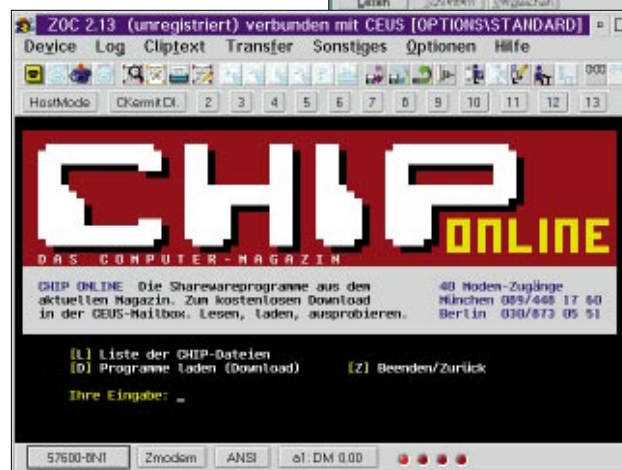 ZOC 2.13 (unregistriert) verbunden mit CEUS [OPTIONS\STANDARD]
Device Log Cliptext Transfer Sonstiges Optionen Hilfe
HostMode CKermit DI. 2 3 4 5 6 7 8 9 10 11 12 13
CHIP
ONLINE
DAS COMPUTER-MAGAZIN
CHIP ONLINE Die Sharewareprogramme aus dem
aktuellen Magazin. Zum kostenlosen Download
in der CEUS-Mailbox. Lesen, laden, ausprobieren.
40 Modem-Zugänge
München 089/448 17 60
Berlin 030/873 05 51
[L] Liste der CHIP-Dateien
[D] Programme laden (Download) [Z] Beenden/Zurück
Ihre Eingabe: _
57600-8N1 Zmodem ANSI a1: DM 0,00